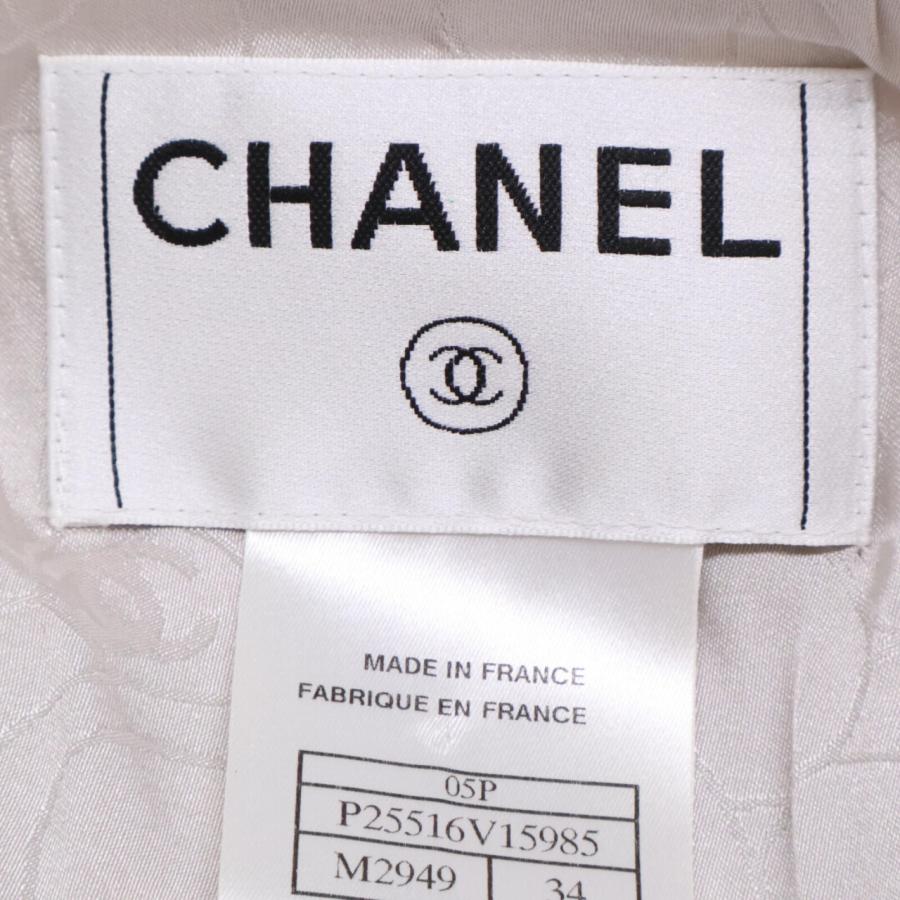 CHANEL
MADE IN FRANCE
FABRIQUE EN FRANCE
05P
P25516V15985
M2949 34